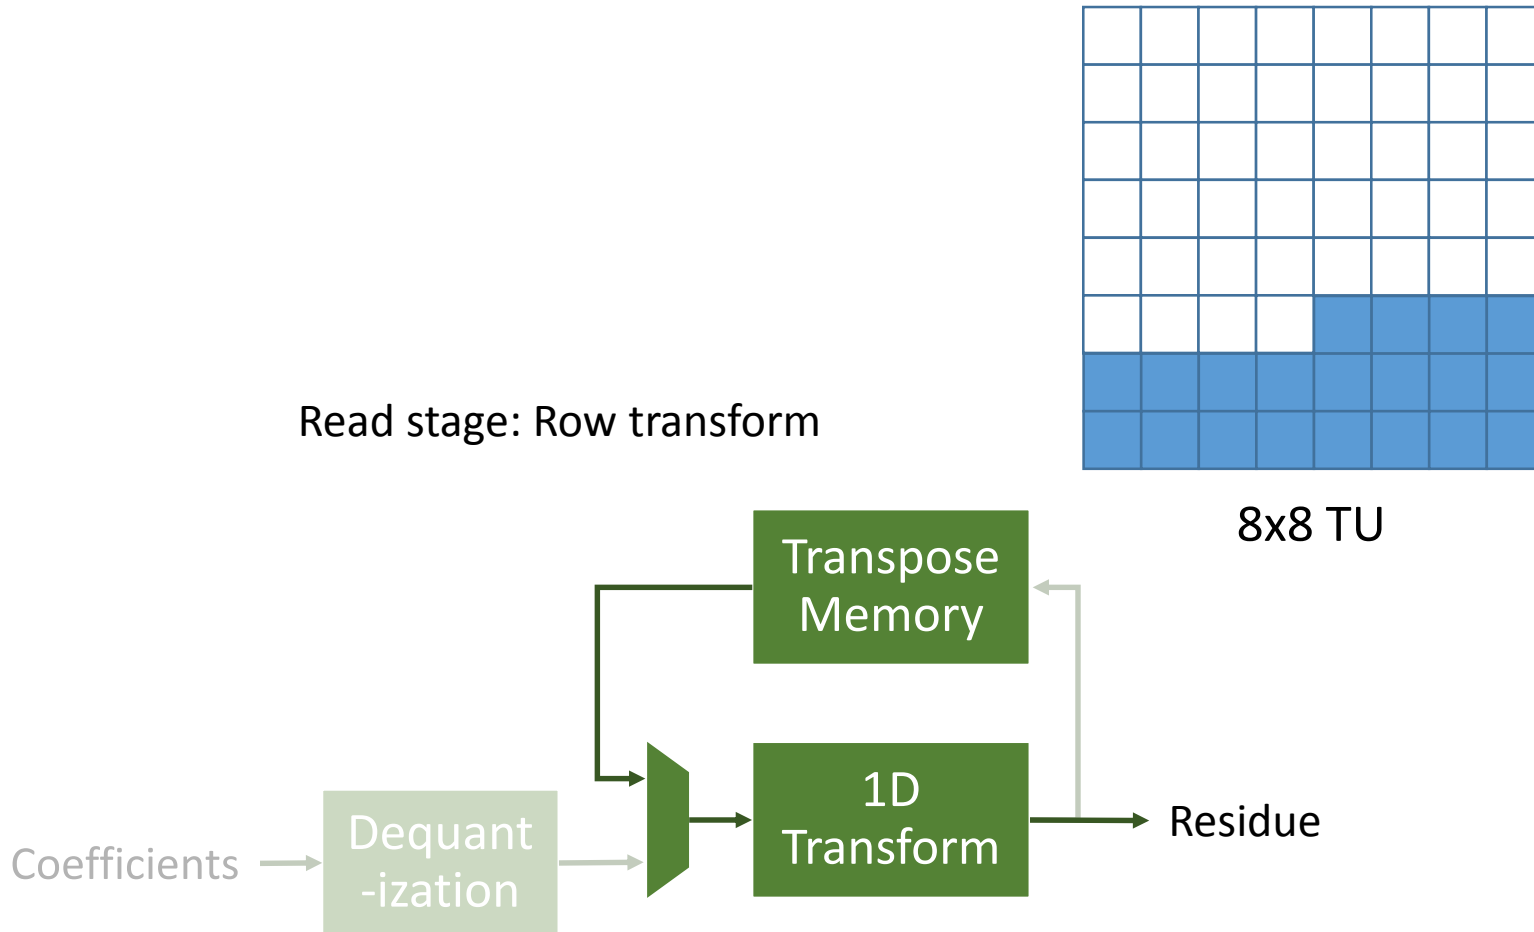 Read stage: Row transform
8x8 TU
Transpose
Memory
1D
Transform
Residue
Coefficients
Dequant
-ization